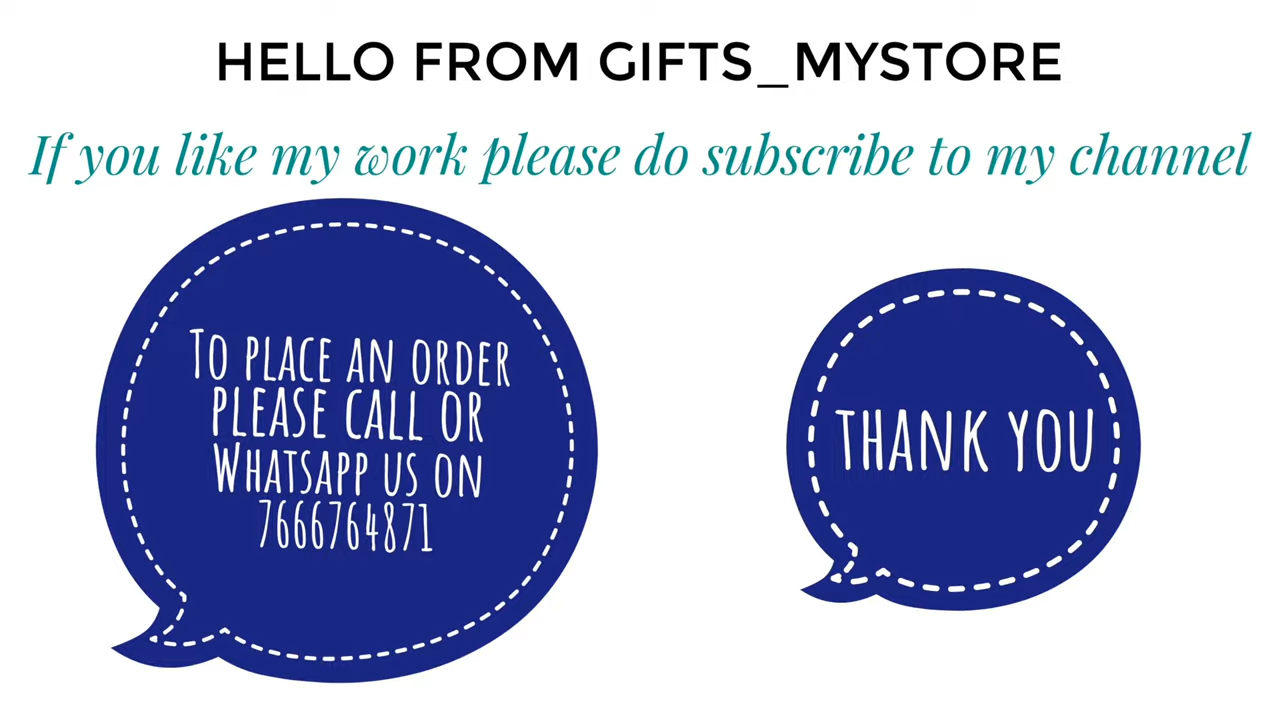 HELLO FROM GIFTS_MYSTORE
If you like my work please do subscribe to my channel
To place an order
please call or
Whatsapp us on
7666764871
THANK YOU